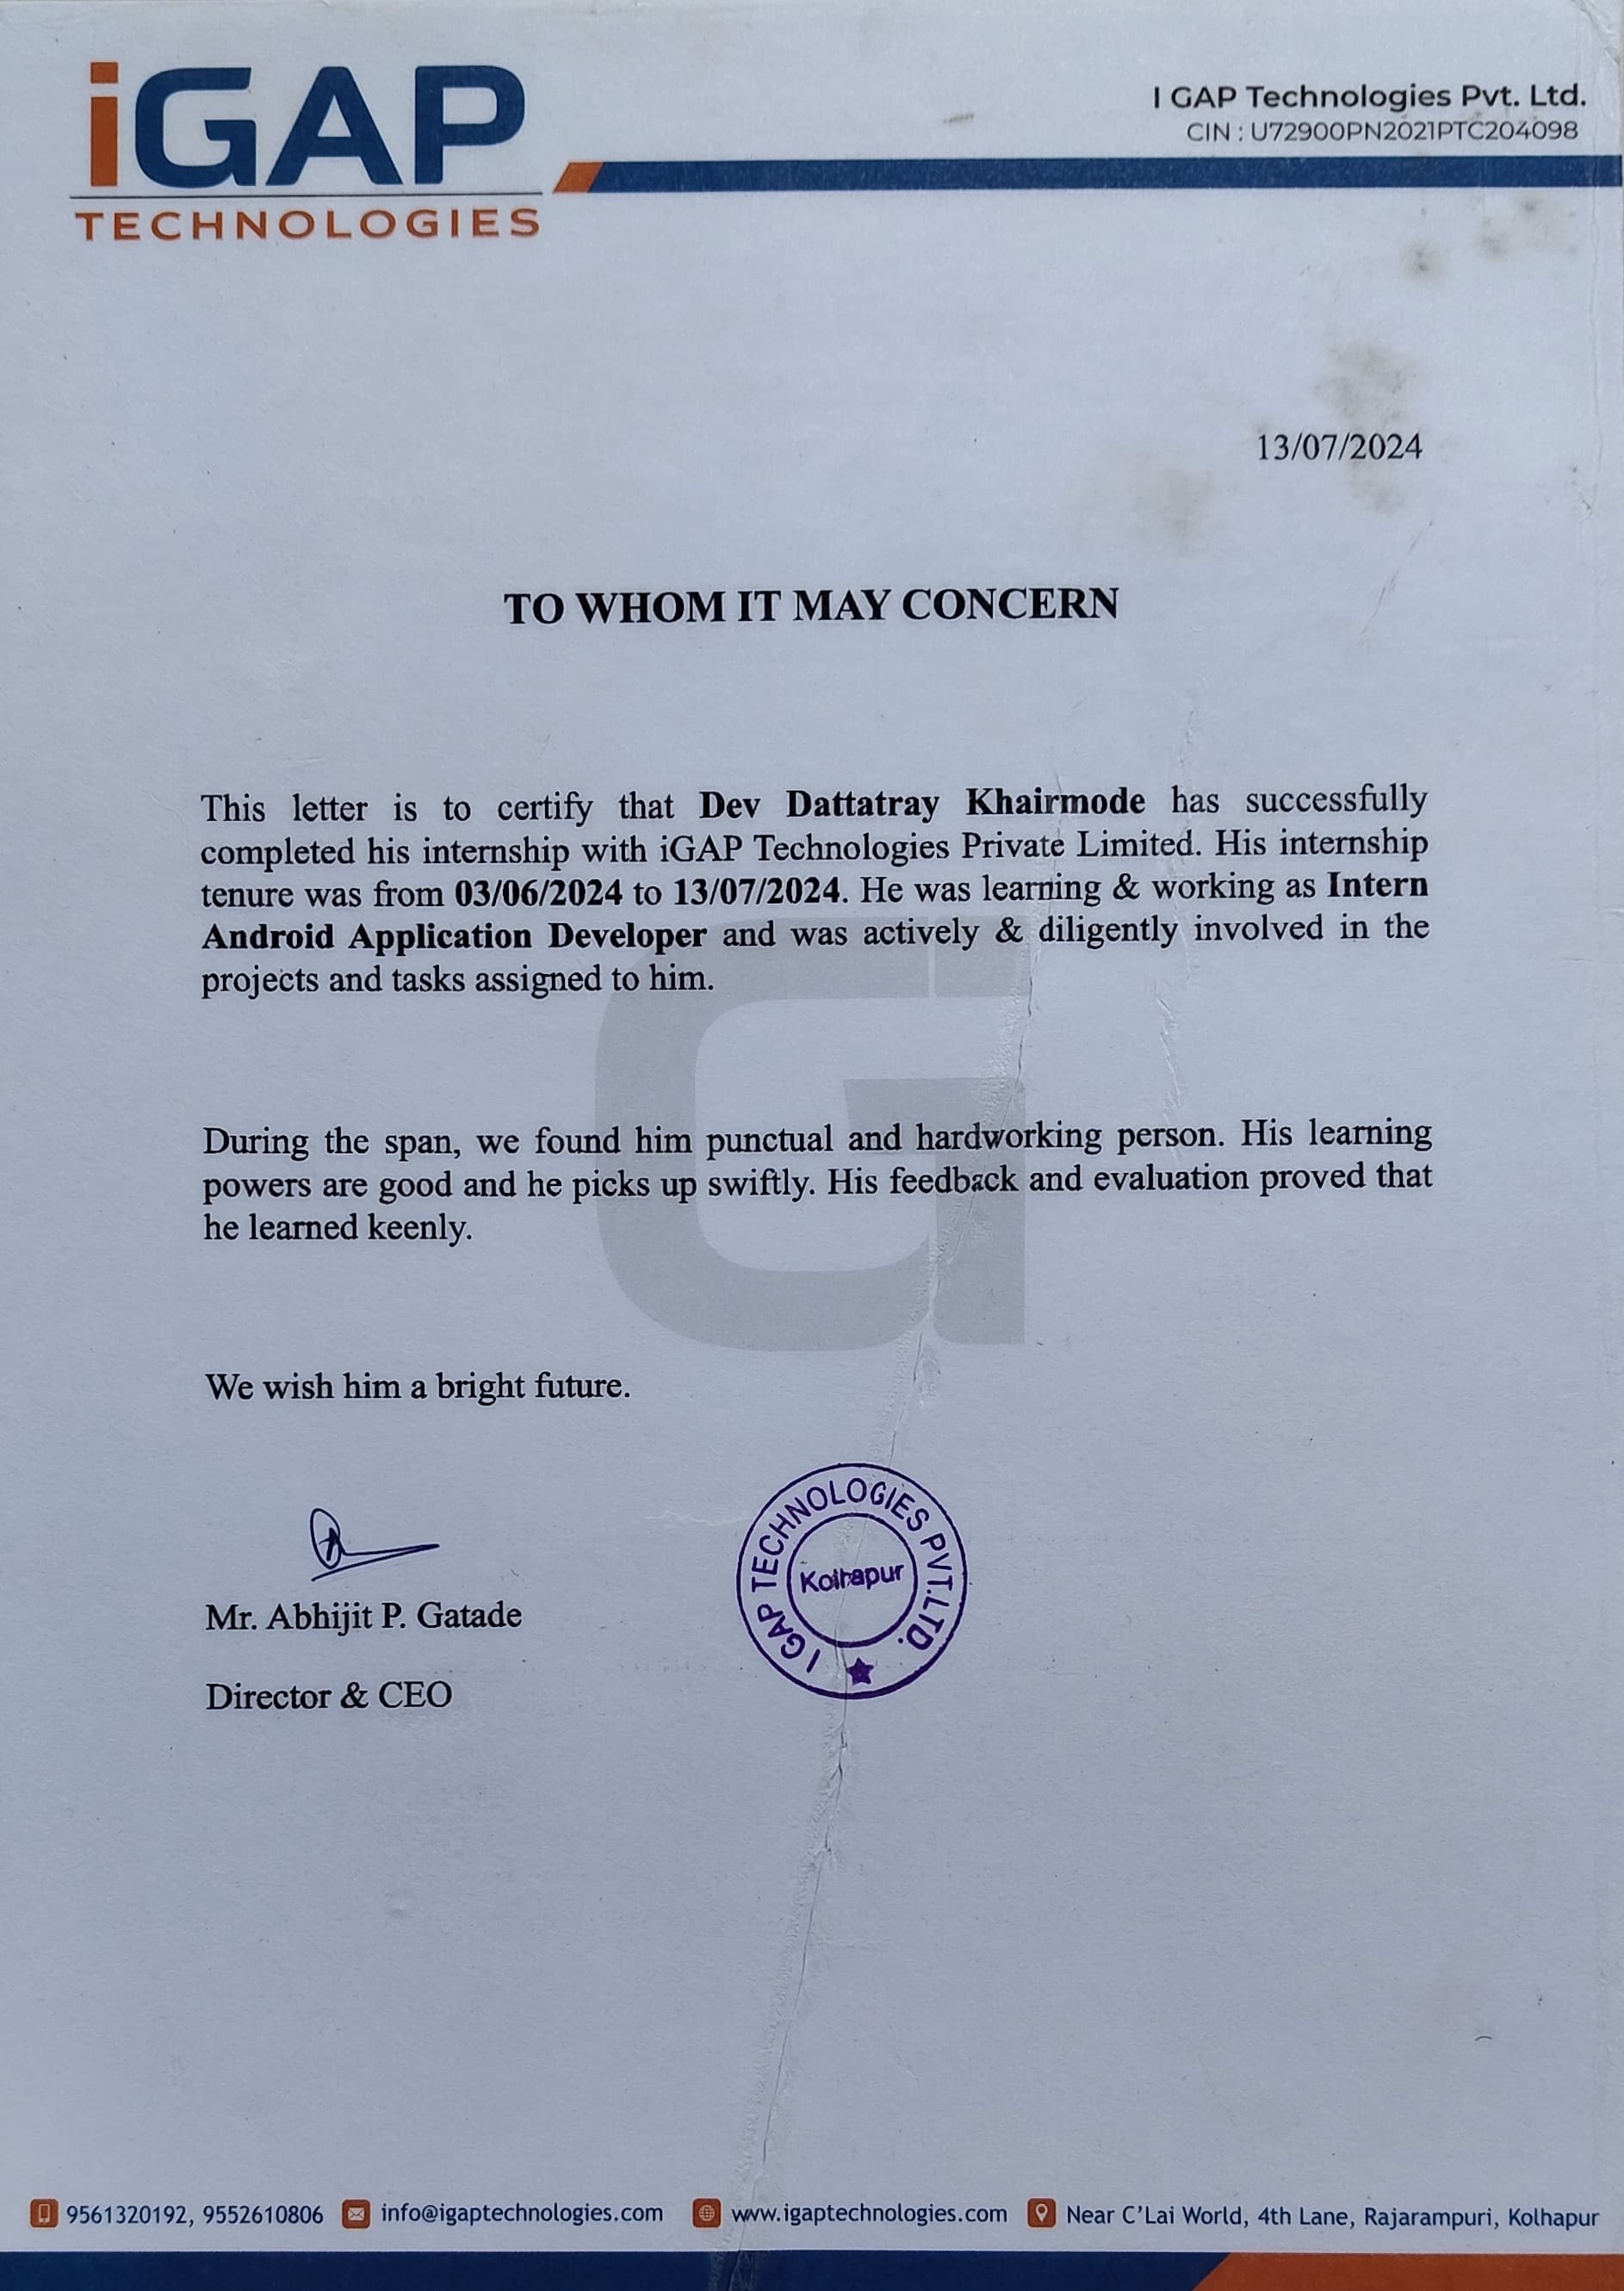 iGAP
TECHNOLOGIES
I GAP Technologies Pvt. Ltd.
CIN : U72900PN2021PTC204098
13/07/2024
TO WHOM IT MAY CONCERN
This letter is to certify that Dev Dattatray Khairmode has successfully
completed his internship with iGAP Technologies Private Limited. His internship
tenure was from 03/06/2024 to 13/07/2024. He was learning & working as Intern
Android Application Developer and was actively & diligently involved in the
projects and tasks assigned to him.
During the span, we found him punctual and hardworking person. His learning
powers are good and he picks up swiftly. His feedback and evaluation proved that
he learned keenly.
We wish him a bright future.
Mr. Abhijit P. Gatade
Director & CEO
I GAP TECHNOLOGIES PVT.LTD.
Kolhapur
9561320192, 9552610806 info@igaptechnologies.com www.igaptechnologies.com Near C'Lai World, 4th Lane, Rajarampuri, Kolhapur